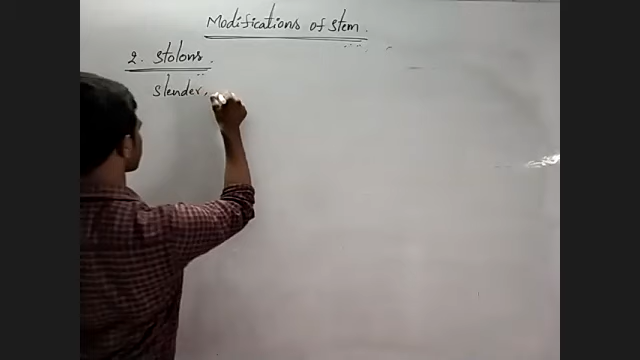 Modifications of stem.
2. Stolons.
Slender,